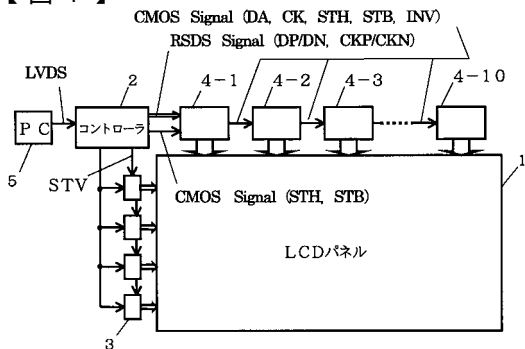 CMOS Signal (DA, CK, STH, STB, INV)
RSDS Signal (DP/DN, CKP/CKN)
LVDS
2
4-1
4-2
4-3
4-10
PC
コントローラ
5
STV
1
CMOS Signal (STH, STB)
LCDパネル
3